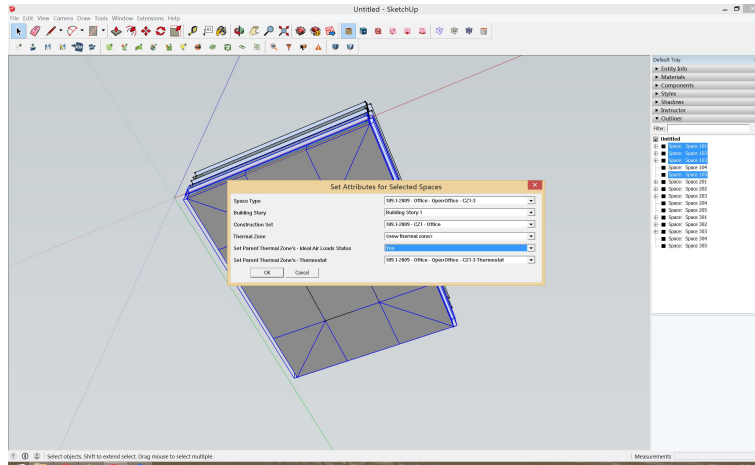 Untitled - SketchUp
File Edit View Camera Draw Tools Window Extensions Help
Default Tray
Entity Info
Materials
Components
Styles
Shadows
Instructor
Outliner
Filter:
Untitled
Space: Space 101
Space: Space 102
Space: Space 103
Space: Space 104
Space: Space 105
Space: Space 201
Space: Space 202
Space: Space 203
Space: Space 204
Space: Space 205
Space: Space 301
Space: Space 302
Space: Space 303
Space: Space 304
Space: Space 305
Set Attributes for Selected Spaces
Space Type 189.1-2009 - Office - OpenOffice - CZ1-3
Building Story Building Story 1
Construction Set 189.1-2009 - CZ1 - Office
Thermal Zone <new thermal zone>
Set Parent Thermal Zone's - Ideal Air Loads Status Yes
Set Parent Thermal Zone's - Thermostat 189.1-2009 - Office - OpenOffice - CZ1-3 Thermostat
OK Cancel
Select objects. Shift to extend select. Drag mouse to select multiple. Measurements